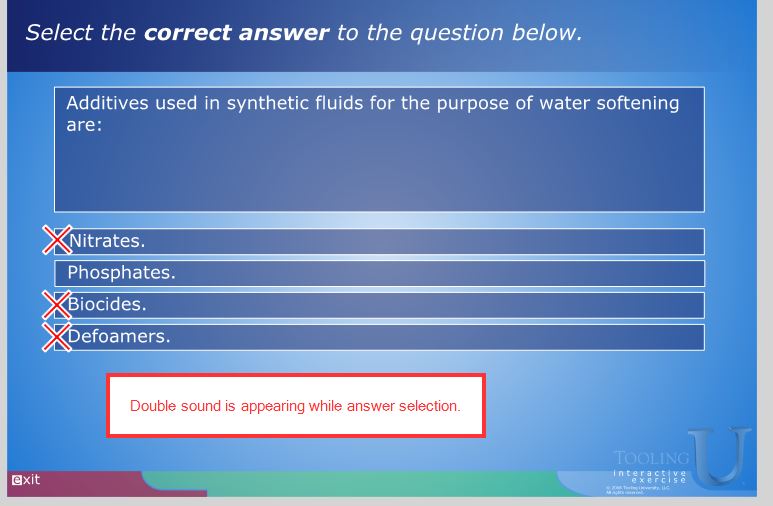 Select the correct answer to the question below.
Additives used in synthetic fluids for the purpose of water softening
are:
Nitrates.
Phosphates.
Biocides.
Defoamers.
Double sound is appearing while answer selection.
TOOLING U
interactive
exercise
© 2008 Tooling University, LLC.
All rights reserved.
exit